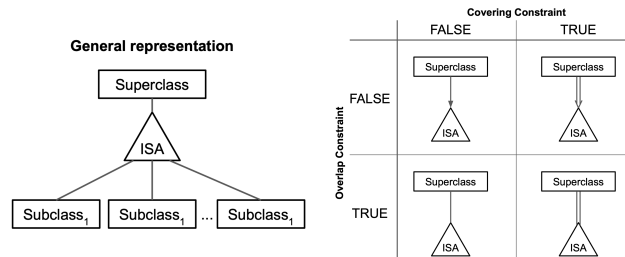 General representation
Superclass
ISA
Subclass₁ Subclass₁ ... Subclass₁
Covering Constraint
FALSE TRUE
Overlap Constraint
FALSE
Superclass Superclass
ISA ISA
TRUE
Superclass Superclass
ISA ISA